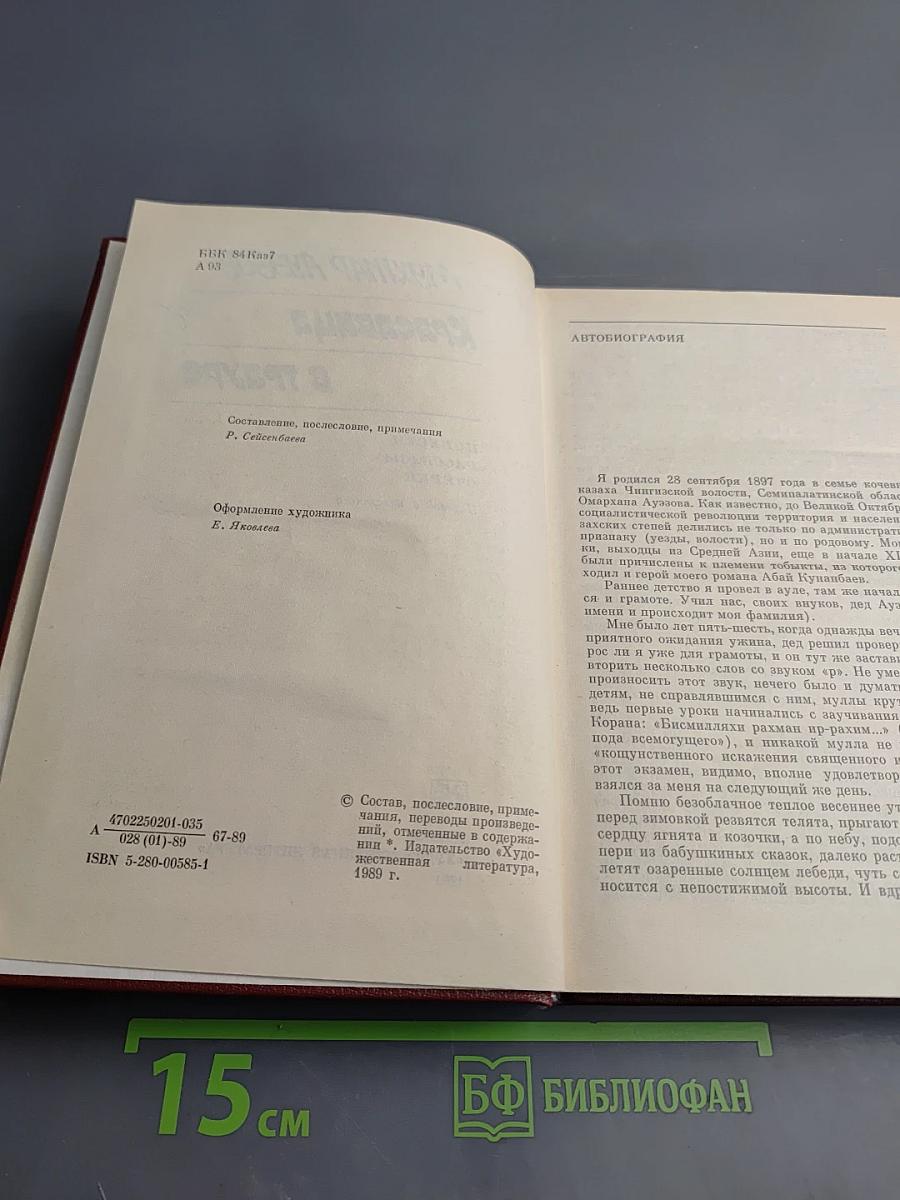 ББК 84Каз7
А 93
Составление, послесловие, примечания
Р. Сейсенбаева
Оформление художника
Е. Яковлева
А 4702250201-035
028 (01)-89 67-89
ISBN 5-280-00585-1
© Состав, послесловие, приме-
чания, переводы произведе-
ний, отмеченные в содержа-
нии *. Издательство «Худо-
жественная литература,
1989 г.
АВТОБИОГРАФИЯ
Я родился 28 сентября 1897 года в семье кочевн
казаха Чингизской волости, Семипалатинской облас
Омархана Ауэзова. Как известно, до Великой Октябр
социалистической революции территория и населен
захских степей делились не только по администрати
признаку (уезды, волости), но и по родовому. Мои
ки, выходцы из Средней Азии, еще в начале XI
были причислены к племени тобыкты, из которого
ходил и герой моего романа Абай Кунанбаев.
Раннее детство я провел в ауле, там же начал
ся и грамоте. Учил нас, своих внуков, дед Ауэ
имени и происходит моя фамилия).
Мне было лет пять-шесть, когда однажды веч
приятного ожидания ужина, дед решил провери
рос ли я уже для грамоты, и он тут же застави
вторить несколько слов со звуком «р». Не уме
произносить этот звук, нечего было и думат
детям, не справлявшимся с ним, муллы крут
ведь первые уроки начинались с заучивания
Корана: «Бисмилляхи рахман ир-рахим...» (
пода всемогущего»), и никакой мулла не
«кощунственного искажения священного и
этот экзамен, видимо, вполне удовлетвор
взялся за меня на следующий же день.
Помню безоблачное теплое весеннее ут
перед зимовкой резвятся телята, прыгают
сердцу ягнята и козочки, а по небу, подо
пери из бабушкиных сказок, далеко раст
летят озаренные солнцем лебеди, чуть с
носится с непостижимой высоты. И вдр
15 см
БФ БИБЛИОФАН